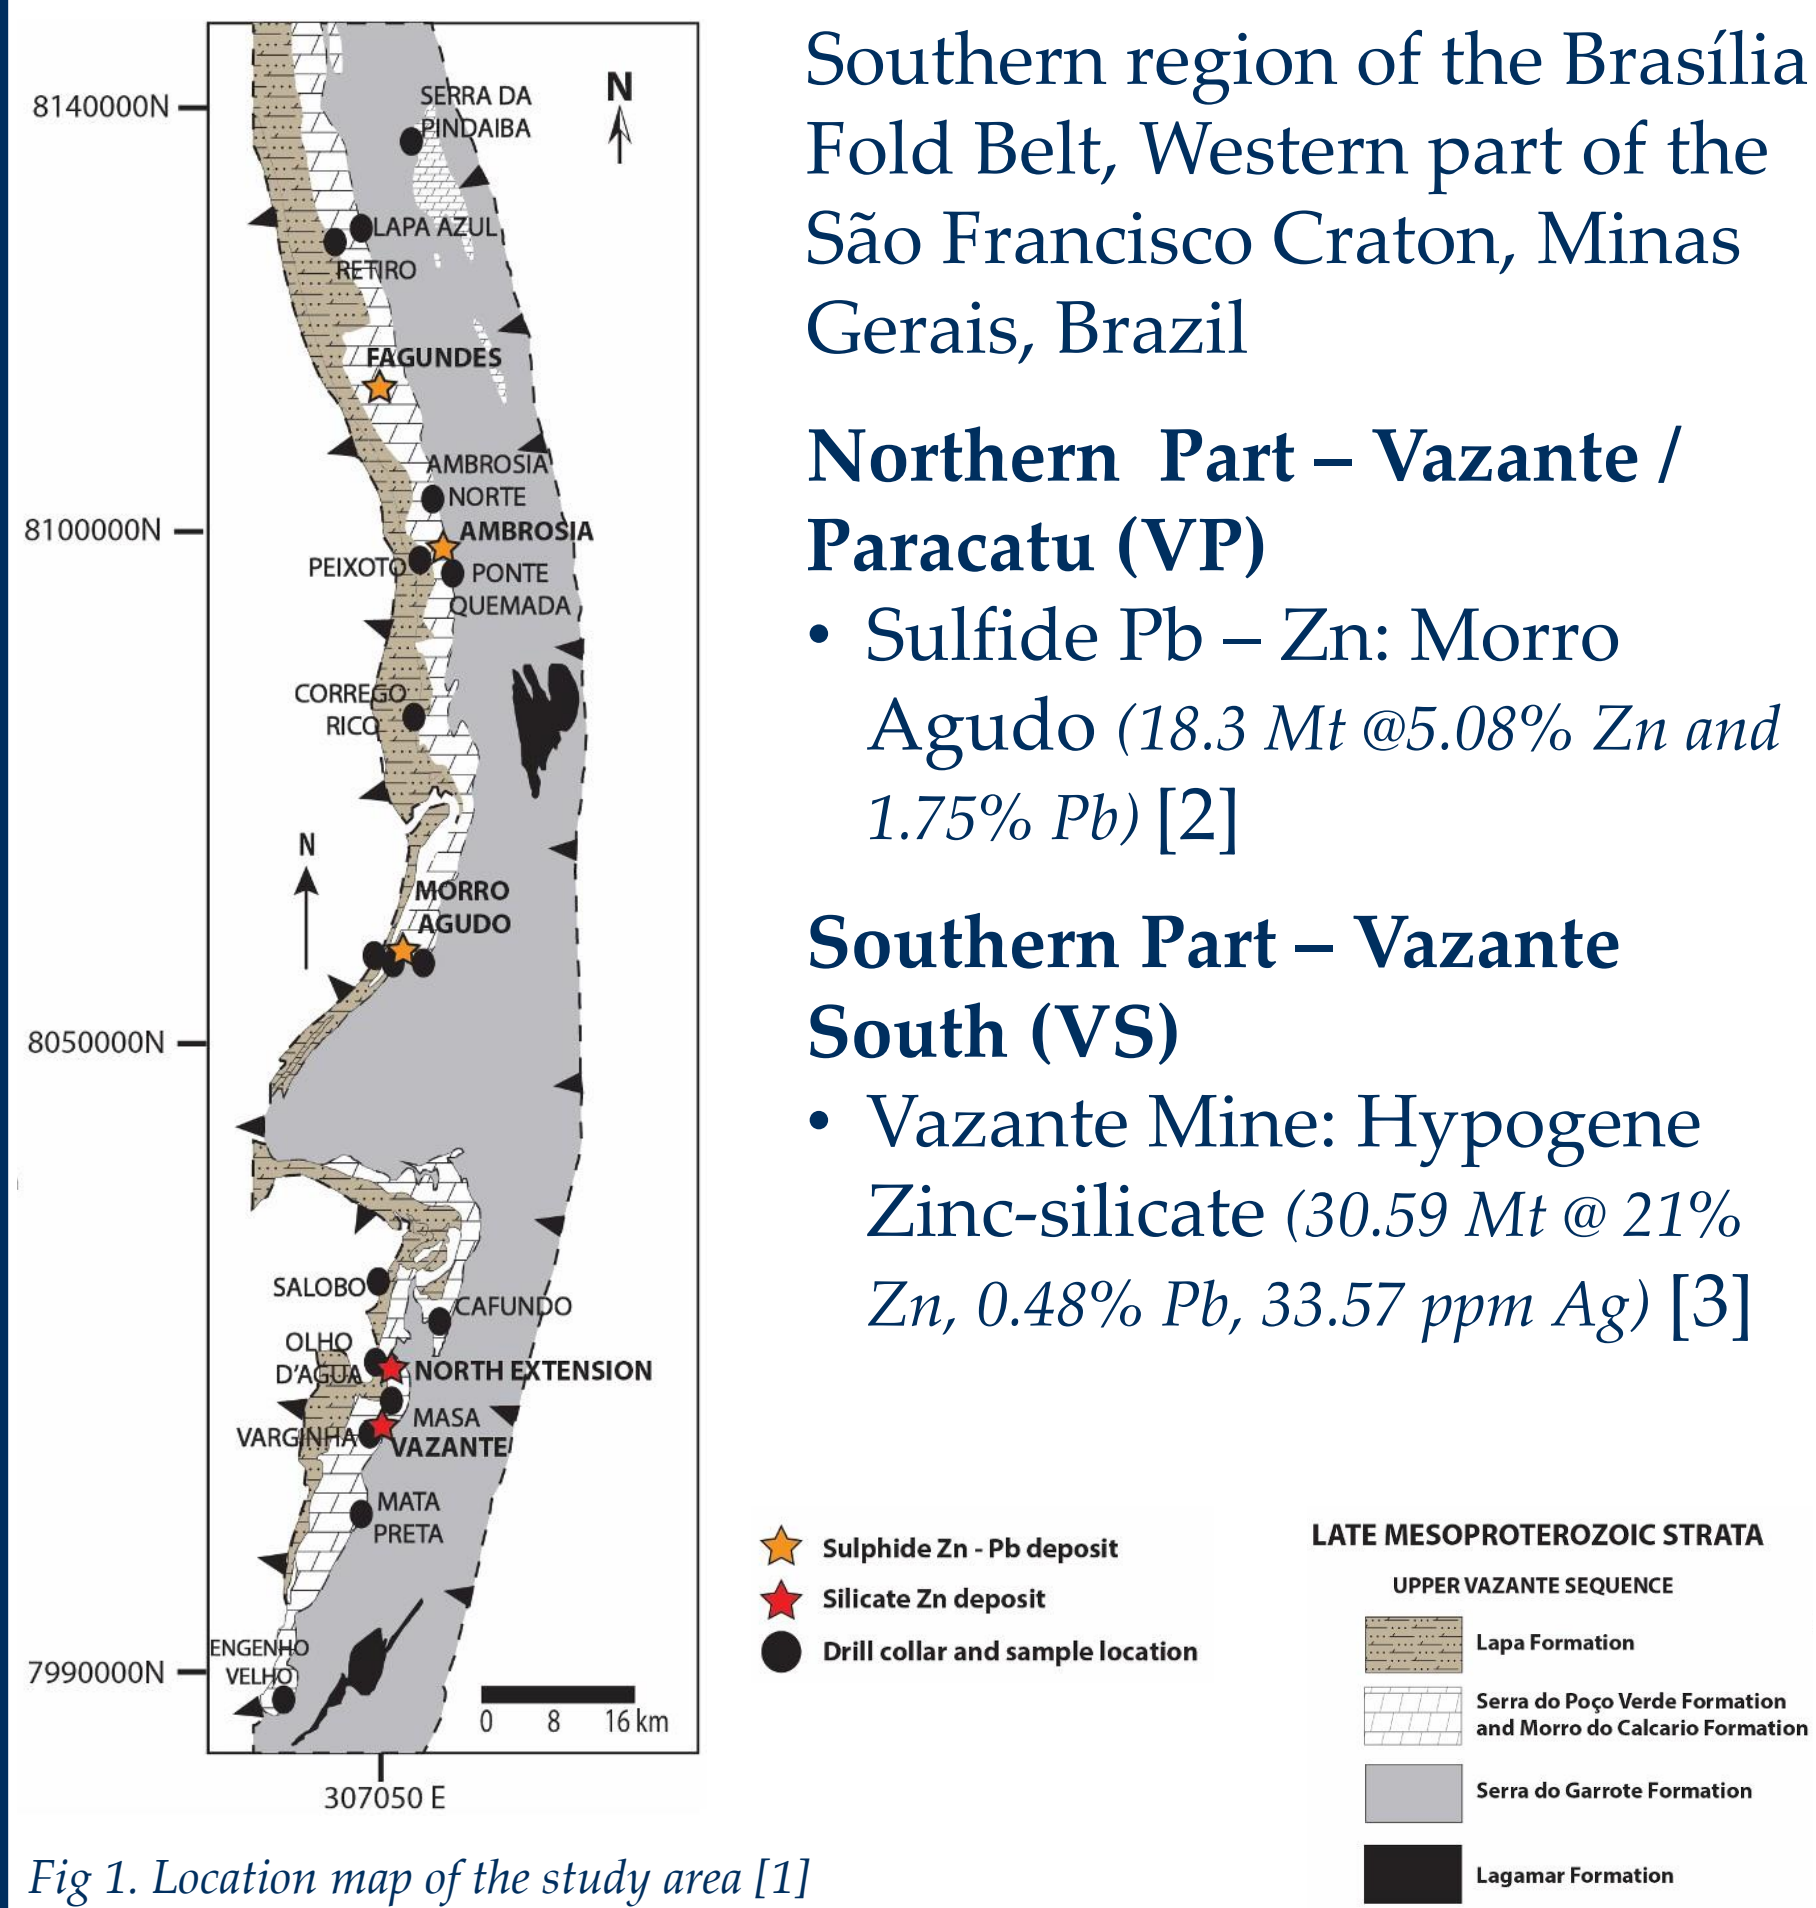 8140000N
8100000N
8050000N
7990000N
307050 E
N
SERRA DA
PINDAIBA
LAPA AZUL
RETIRO
FAGUNDES
AMBROSIA
NORTE
AMBROSIA
PEIXOTO
PONTE
QUEMADA
CORREGO
RICO
N
MORRO
AGUDO
SALOBO
CAFUNDO
OLHO
D'AGUA
NORTH EXTENSION
MASA
VARGINHA
VAZANTE
MATA
PRETA
ENGENHO
VELHO
0 8 16 km
Fig 1. Location map of the study area [1]
Southern region of the Brasília
Fold Belt, Western part of the
São Francisco Craton, Minas
Gerais, Brazil
Northern Part – Vazante /
Paracatu (VP)
• Sulfide Pb – Zn: Morro
Agudo (18.3 Mt @5.08% Zn and
1.75% Pb) [2]
Southern Part – Vazante
South (VS)
• Vazante Mine: Hypogene
Zinc-silicate (30.59 Mt @ 21%
Zn, 0.48% Pb, 33.57 ppm Ag) [3]
Sulphide Zn - Pb deposit
Silicate Zn deposit
Drill collar and sample location
LATE MESOPROTEROZOIC STRATA
UPPER VAZANTE SEQUENCE
Lapa Formation
Serra do Poço Verde Formation
and Morro do Calcario Formation
Serra do Garrote Formation
Lagamar Formation